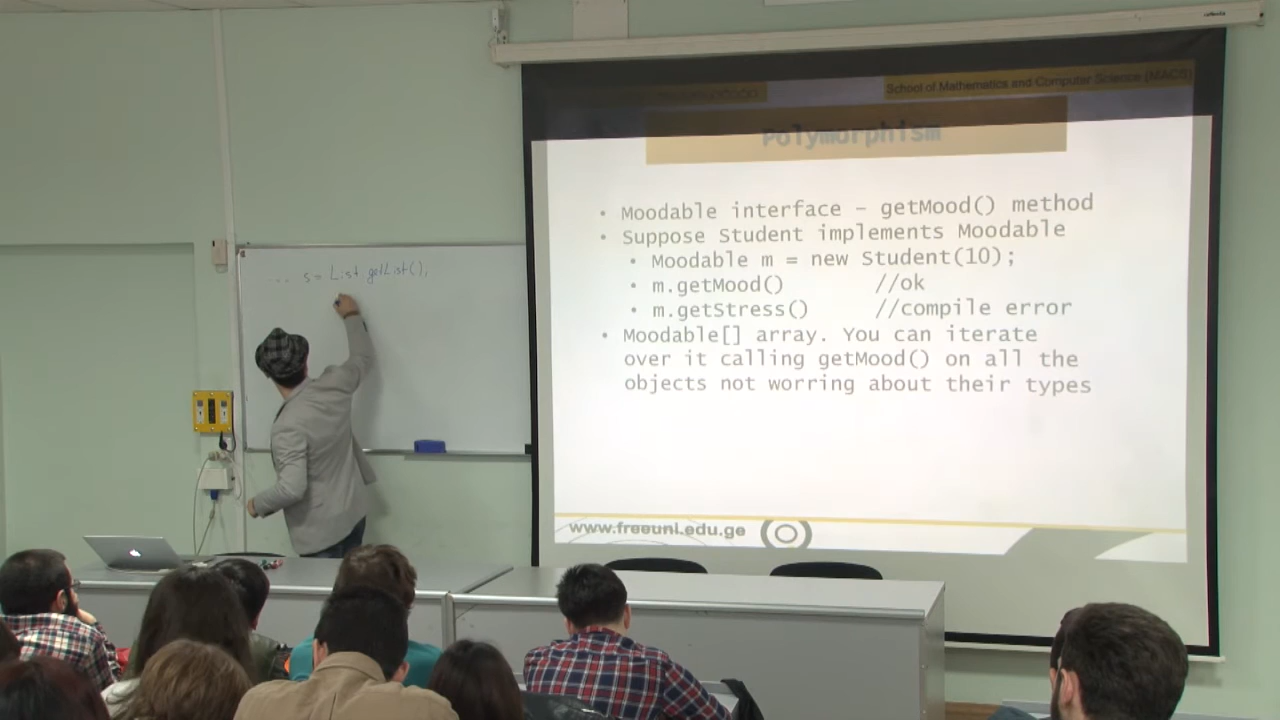 School of Mathematics and Computer Science (MACS)
Polymorphism
• Moodable interface – getMood() method
• Suppose Student implements Moodable
• Moodable m = new Student(10);
• m.getMood() //ok
• m.getStress() //compile error
• Moodable[] array. You can iterate
over it calling getMood() on all the
objects not worring about their types
www.freeuni.edu.ge
... s = List.getList();